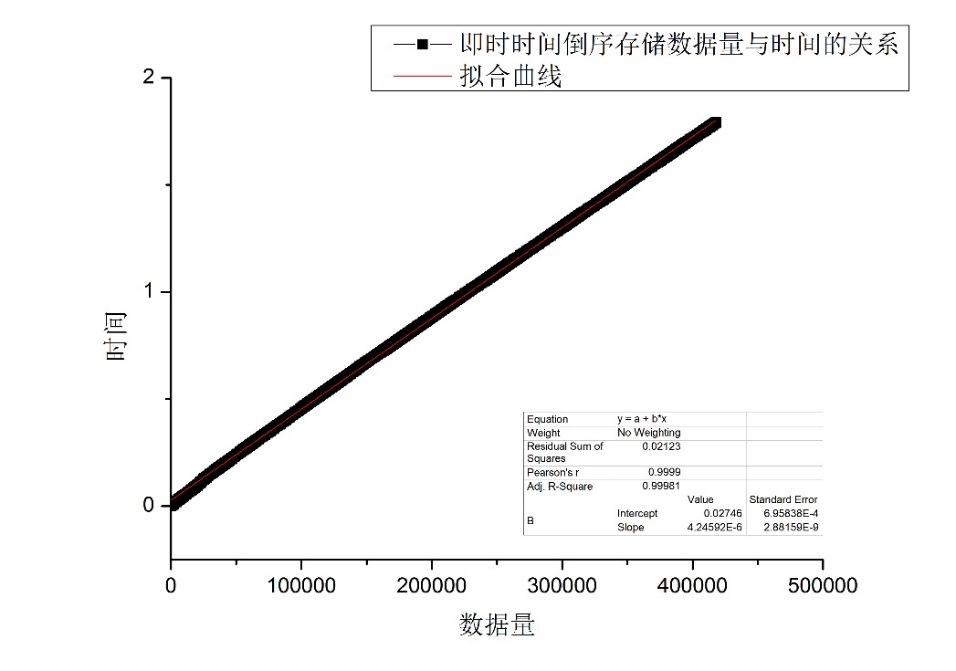 即时时间倒序存储数据量与时间的关系
拟合曲线
2
1
0
时间
Equation y = a + b*x
Weight No Weighting
Residual Sum of Squares 0.02123
Pearson's r 0.9999
Adj. R-Square 0.99981
Value Standard Error
B Intercept 0.02746 6.95838E-4
Slope 4.24592E-6 2.88159E-9
0 100000 200000 300000 400000 500000
数据量